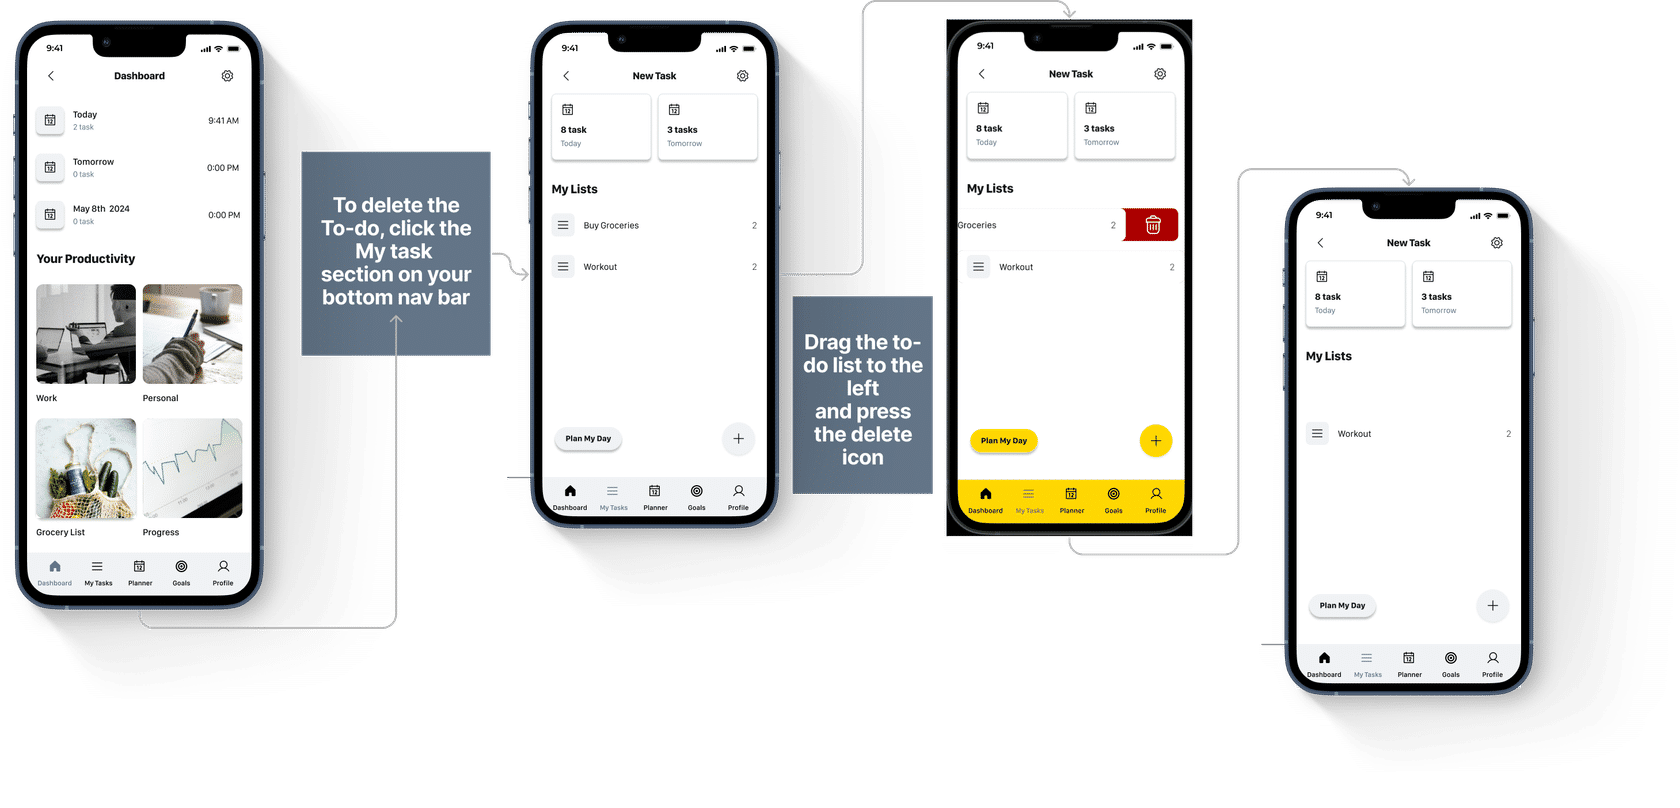 9:41
Dashboard
Today
2 task
9:41 AM
Tomorrow
0 task
0:00 PM
May 8th 2024
0 task
0:00 PM
Your Productivity
Work
Personal
Grocery List
Progress
Dashboard
My Tasks
Planner
Goals
Profile
To delete the
To-do, click the
My task
section on your
bottom nav bar
9:41
New Task
8 task
Today
3 tasks
Tomorrow
My Lists
Buy Groceries
2
Workout
2
Plan My Day
Dashboard
My Tasks
Planner
Goals
Profile
Drag the to-
do list to the
left
and press
the delete
icon
9:41
New Task
8 task
Today
3 tasks
Tomorrow
My Lists
Groceries
2
Workout
2
Plan My Day
Dashboard
My Tasks
Planner
Goals
Profile
9:41
New Task
8 task
Today
3 tasks
Tomorrow
My Lists
Workout
2
Plan My Day
Dashboard
My Tasks
Planner
Goals
Profile